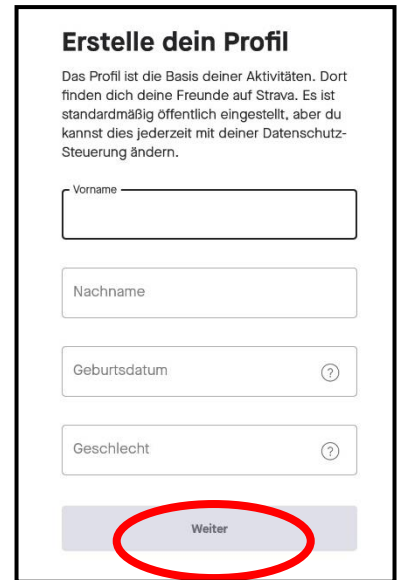 Erstelle dein Profil
Das Profil ist die Basis deiner Aktivitäten. Dort
finden dich deine Freunde auf Strava. Es ist
standardmäßig öffentlich eingestellt, aber du
kannst dies jederzeit mit deiner Datenschutz-
Steuerung ändern.
Vorname
Nachname
Geburtsdatum ?
Geschlecht ?
Weiter